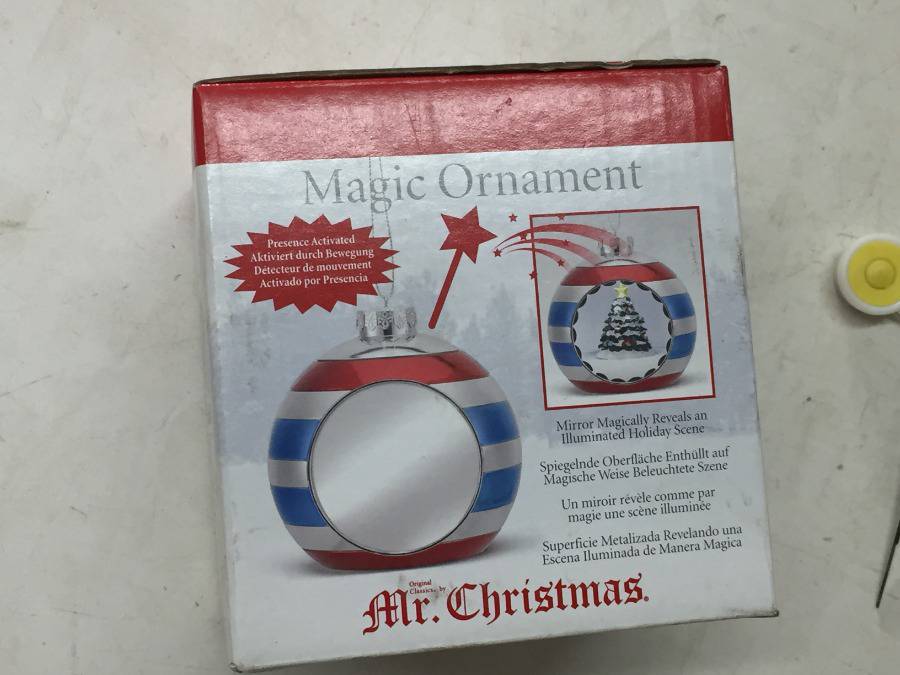 Magic Ornament
Presence Activated
Aktiviert durch Bewegung
Détecteur de mouvement
Activado por Presencia
Mirror Magically Reveals an
Illuminated Holiday Scene
Spiegelnde Oberfläche Enthüllt auf
Magische Weise Beleuchtete Szene
Un miroir révèle comme par
magie une scène illuminée
Superficie Metalizada Revelando una
Escena Iluminada de Manera Magica
Original
Classics by
Mr. Christmas.